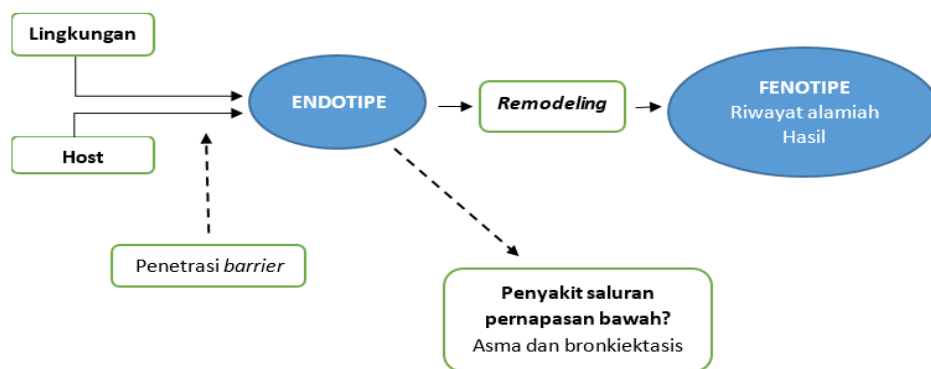 Lingkungan
Host
Penetrasi barrier
ENDOTIPE
Remodeling
FENOTIPE
Riwayat alamiah
Hasil
Penyakit saluran
pernapasan bawah?
Asma dan bronkiektasis